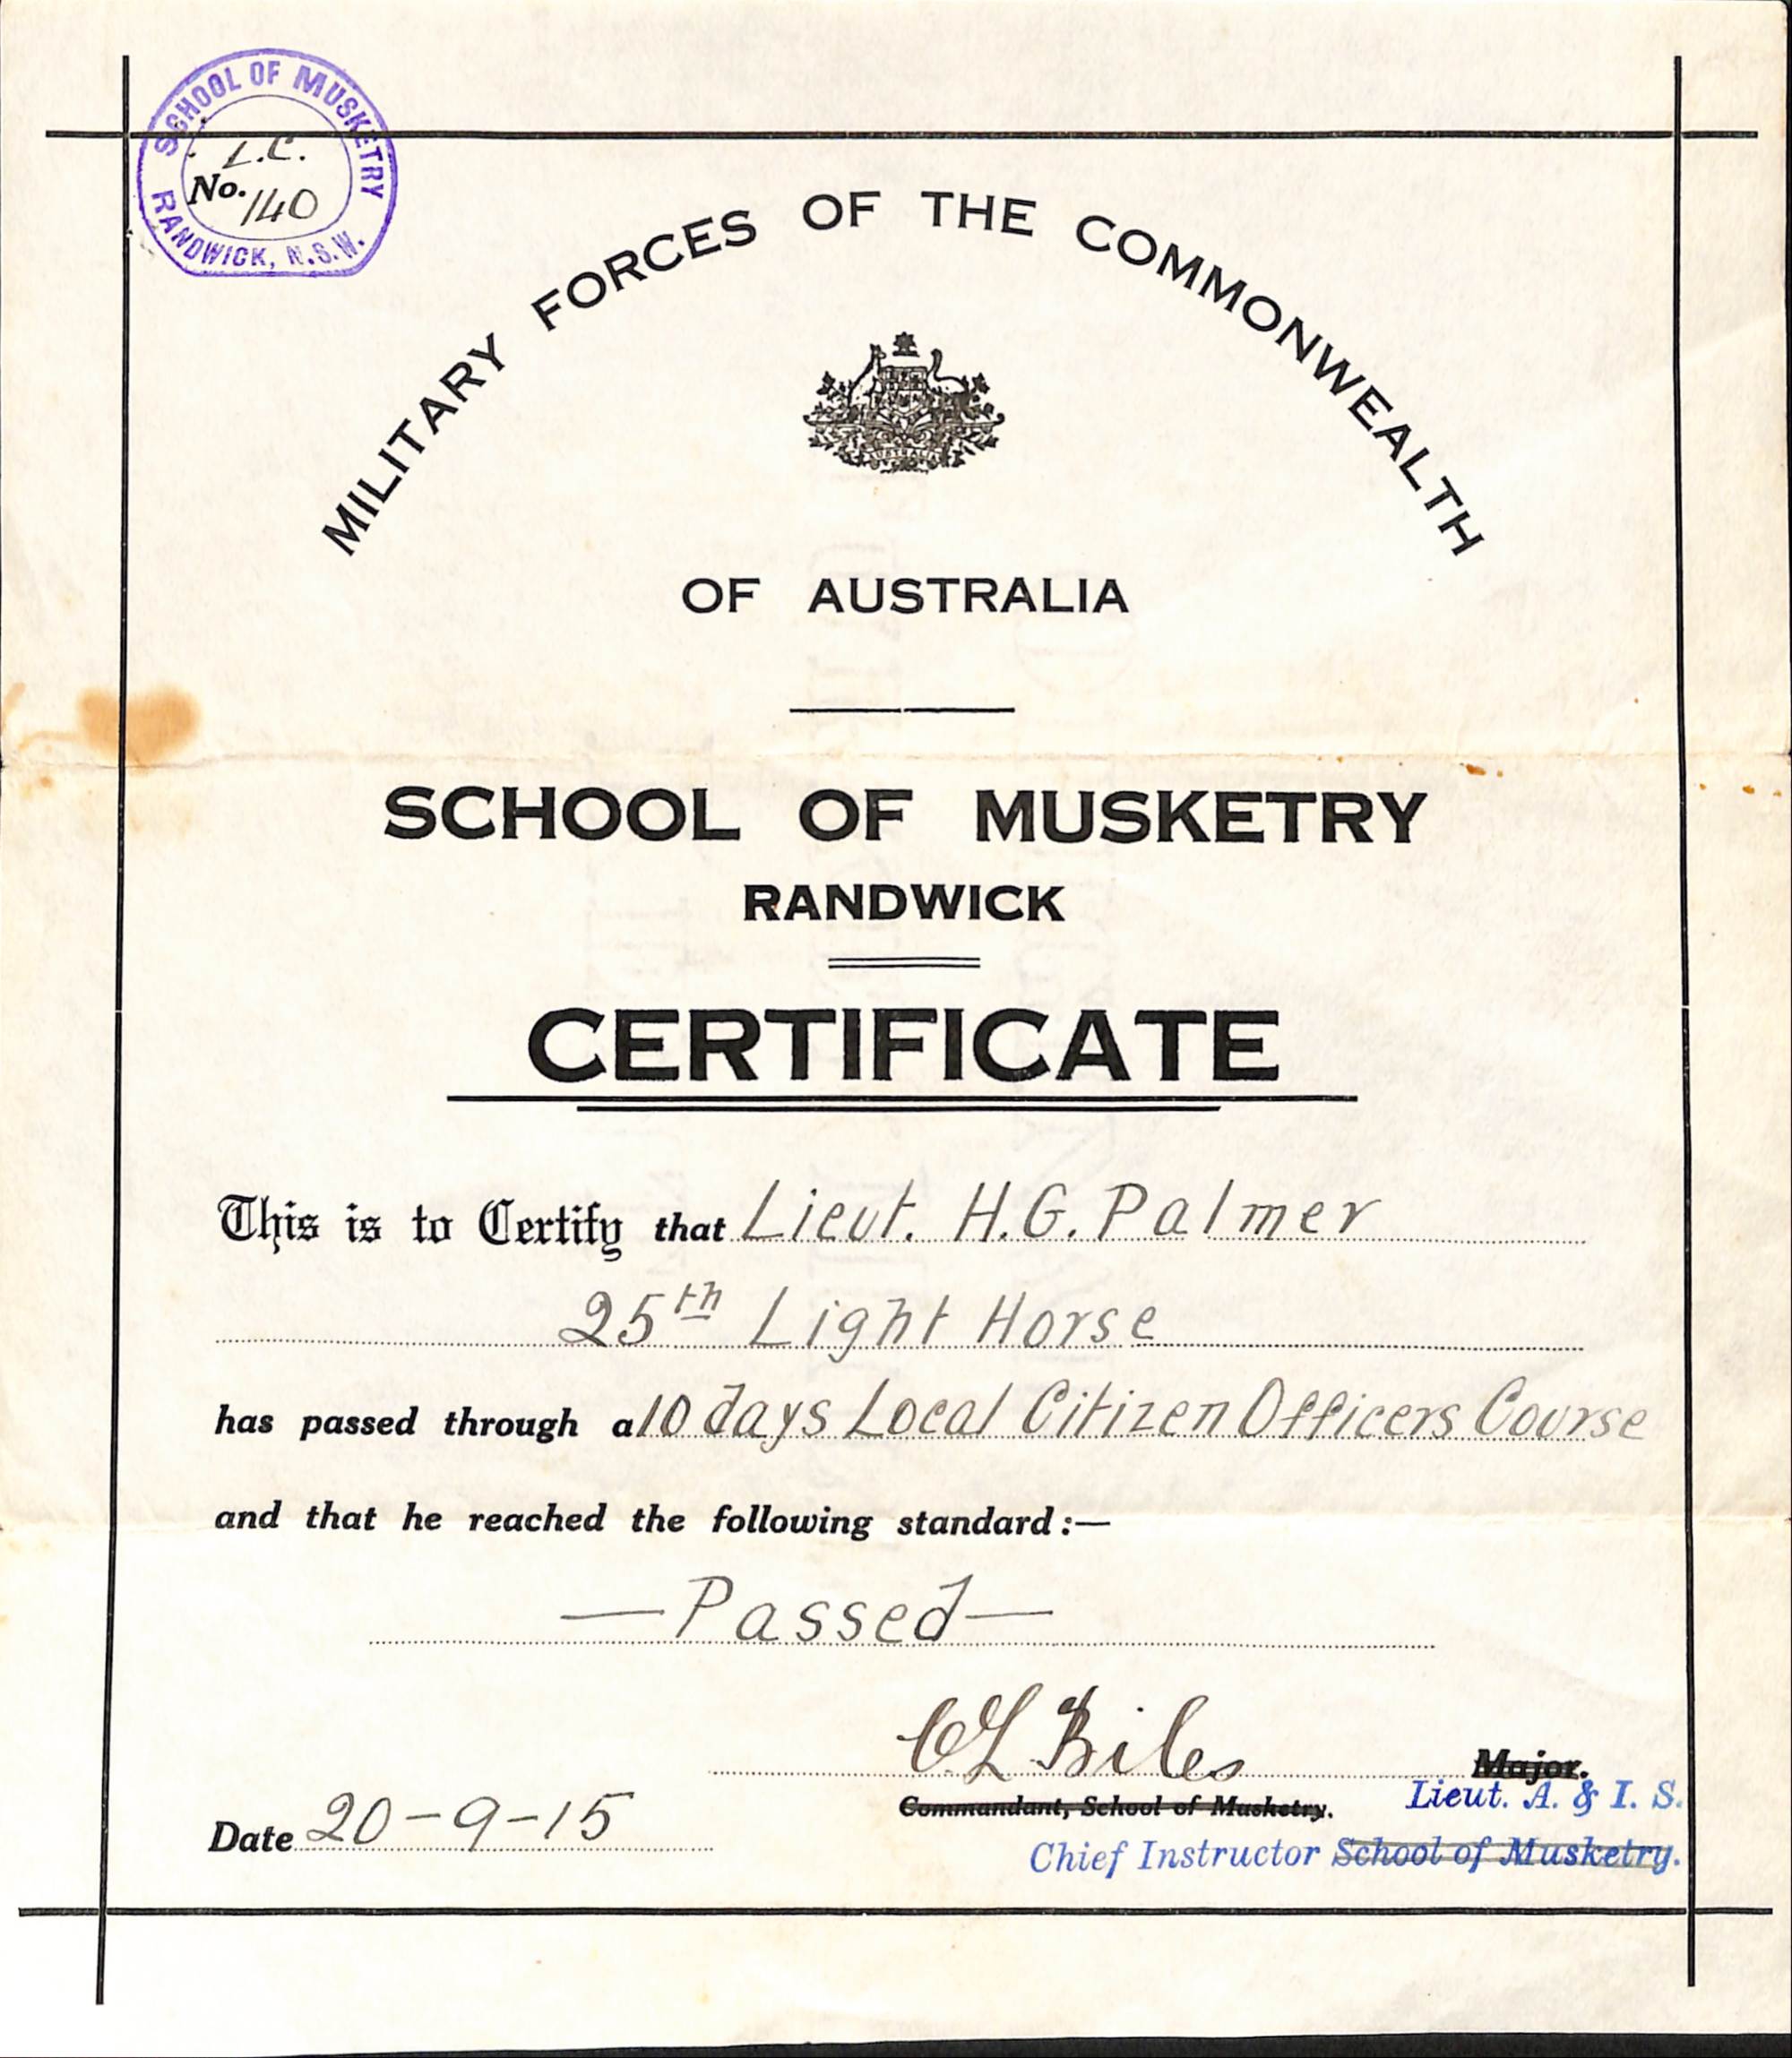 SCHOOL OF MUSKETRY
L.C.
No. 140
RANDWICK, N.S.W.
MILITARY FORCES OF THE COMMONWEALTH
AUSTRALIA
OF AUSTRALIA
SCHOOL OF MUSKETRY
RANDWICK
CERTIFICATE
This is to Certify that Lieut. H.G. Palmer
25th Light Horse
has passed through a 10 days Local Citizen Officers Course
and that he reached the following standard:—
—Passed—
CL Biles Major.
Commandant, School of Musketry. Lieut. A. & I. S.
Date 20-9-15
Chief Instructor School of Musketry.